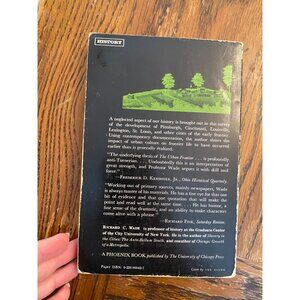 HISTORY
A neglected aspect of our history is brought out in this survey
of the development of Pittsburgh, Cincinnati, Louisville,
Lexington, St. Louis, and other cities of the early frontier.
Using contemporary documentation, the author shows the
impact of urban culture on frontier life to have occurred
earlier than is generally realized.
"The underlying thesis of The Urban Frontier . . . is profoundly
anti-Turnerian. . . . Undoubtedly this is an interpretation of
great strength, and Professor Wade argues it with skill and
force."
—FREDERICK D. KERSHNER, JR., Ohio Historical Quarterly
"Working out of primary sources, mainly newspapers, Wade
is always master of his materials. He has a fine eye for that one
bit of evidence and that one quotation that will make the
point and read well at the same time. . . . He has humor, a
fine sense of the dramatic, and an ability to make characters
come alive with a phrase."
—RICHARD Fisk, Saturday Review
RICHARD C. WADE is professor of history at the Graduate Center
of the City University of New York. He is the author of Slavery in
the Cities: The Ante-Bellum South, and coauthor of Chicago: Growth
of a Metropolis.
A PHOENIX BOOK, published by The University of Chicago Press
Paper ISBN:
Cover by